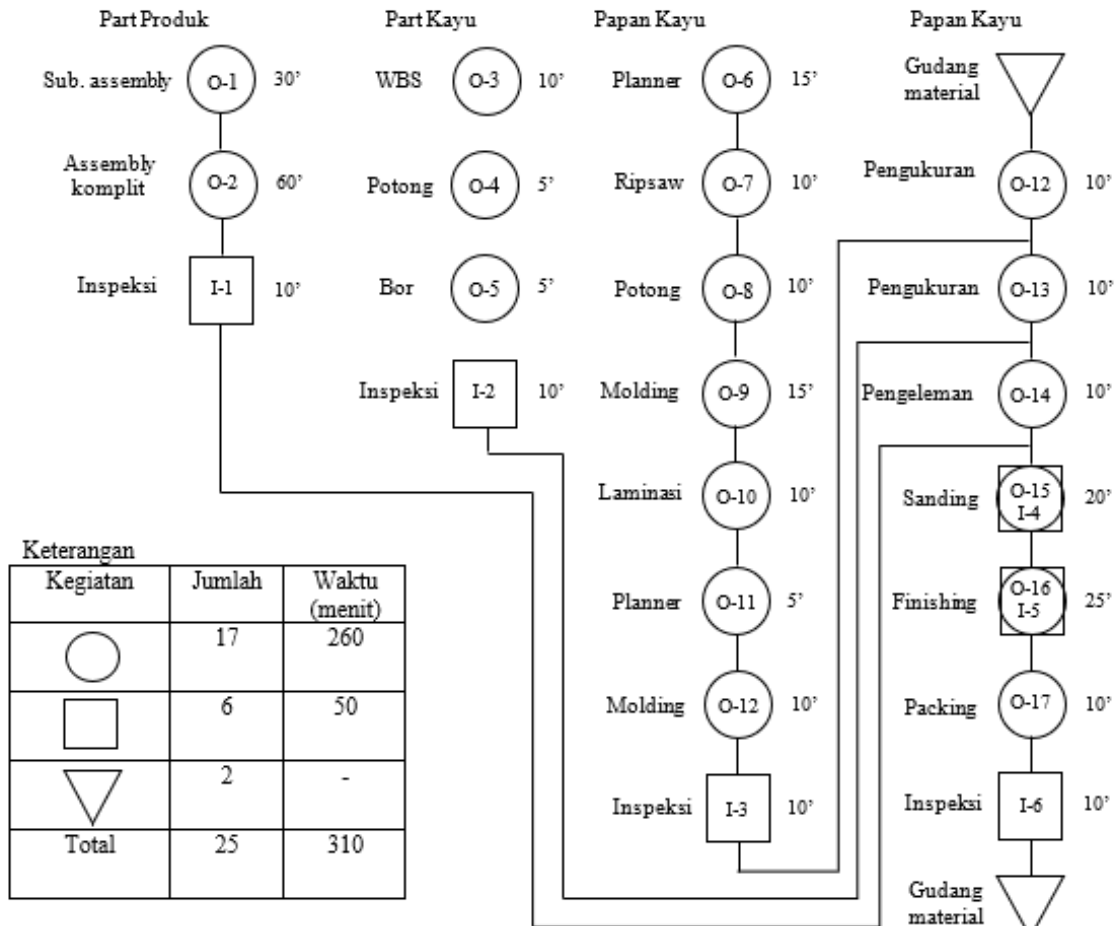 Part Produk
Sub. assembly
O-1
30’
Assembly
komplit
O-2
60’
Inspeksi
I-1
10’
Part Kayu
WBS
O-3
10’
Potong
O-4
5’
Bor
O-5
5’
Inspeksi
I-2
10’
Papan Kayu
Planner
O-6
15’
Ripsaw
O-7
10’
Potong
O-8
10’
Molding
O-9
15’
Laminasi
O-10
10’
Planner
O-11
5’
Molding
O-12
10’
Inspeksi
I-3
10’
Papan Kayu
Gudang
material
Pengukuran
O-12
10’
Pengukuran
O-13
10’
Pengeleman
O-14
10’
Sanding
O-15
I-4
20’
Finishing
O-16
I-5
25’
Packing
O-17
10’
Inspeksi
I-6
10’
Gudang
material
Keterangan
Kegiatan Jumlah Waktu
(menit)
17 260
6 50
2 -
Total 25 310